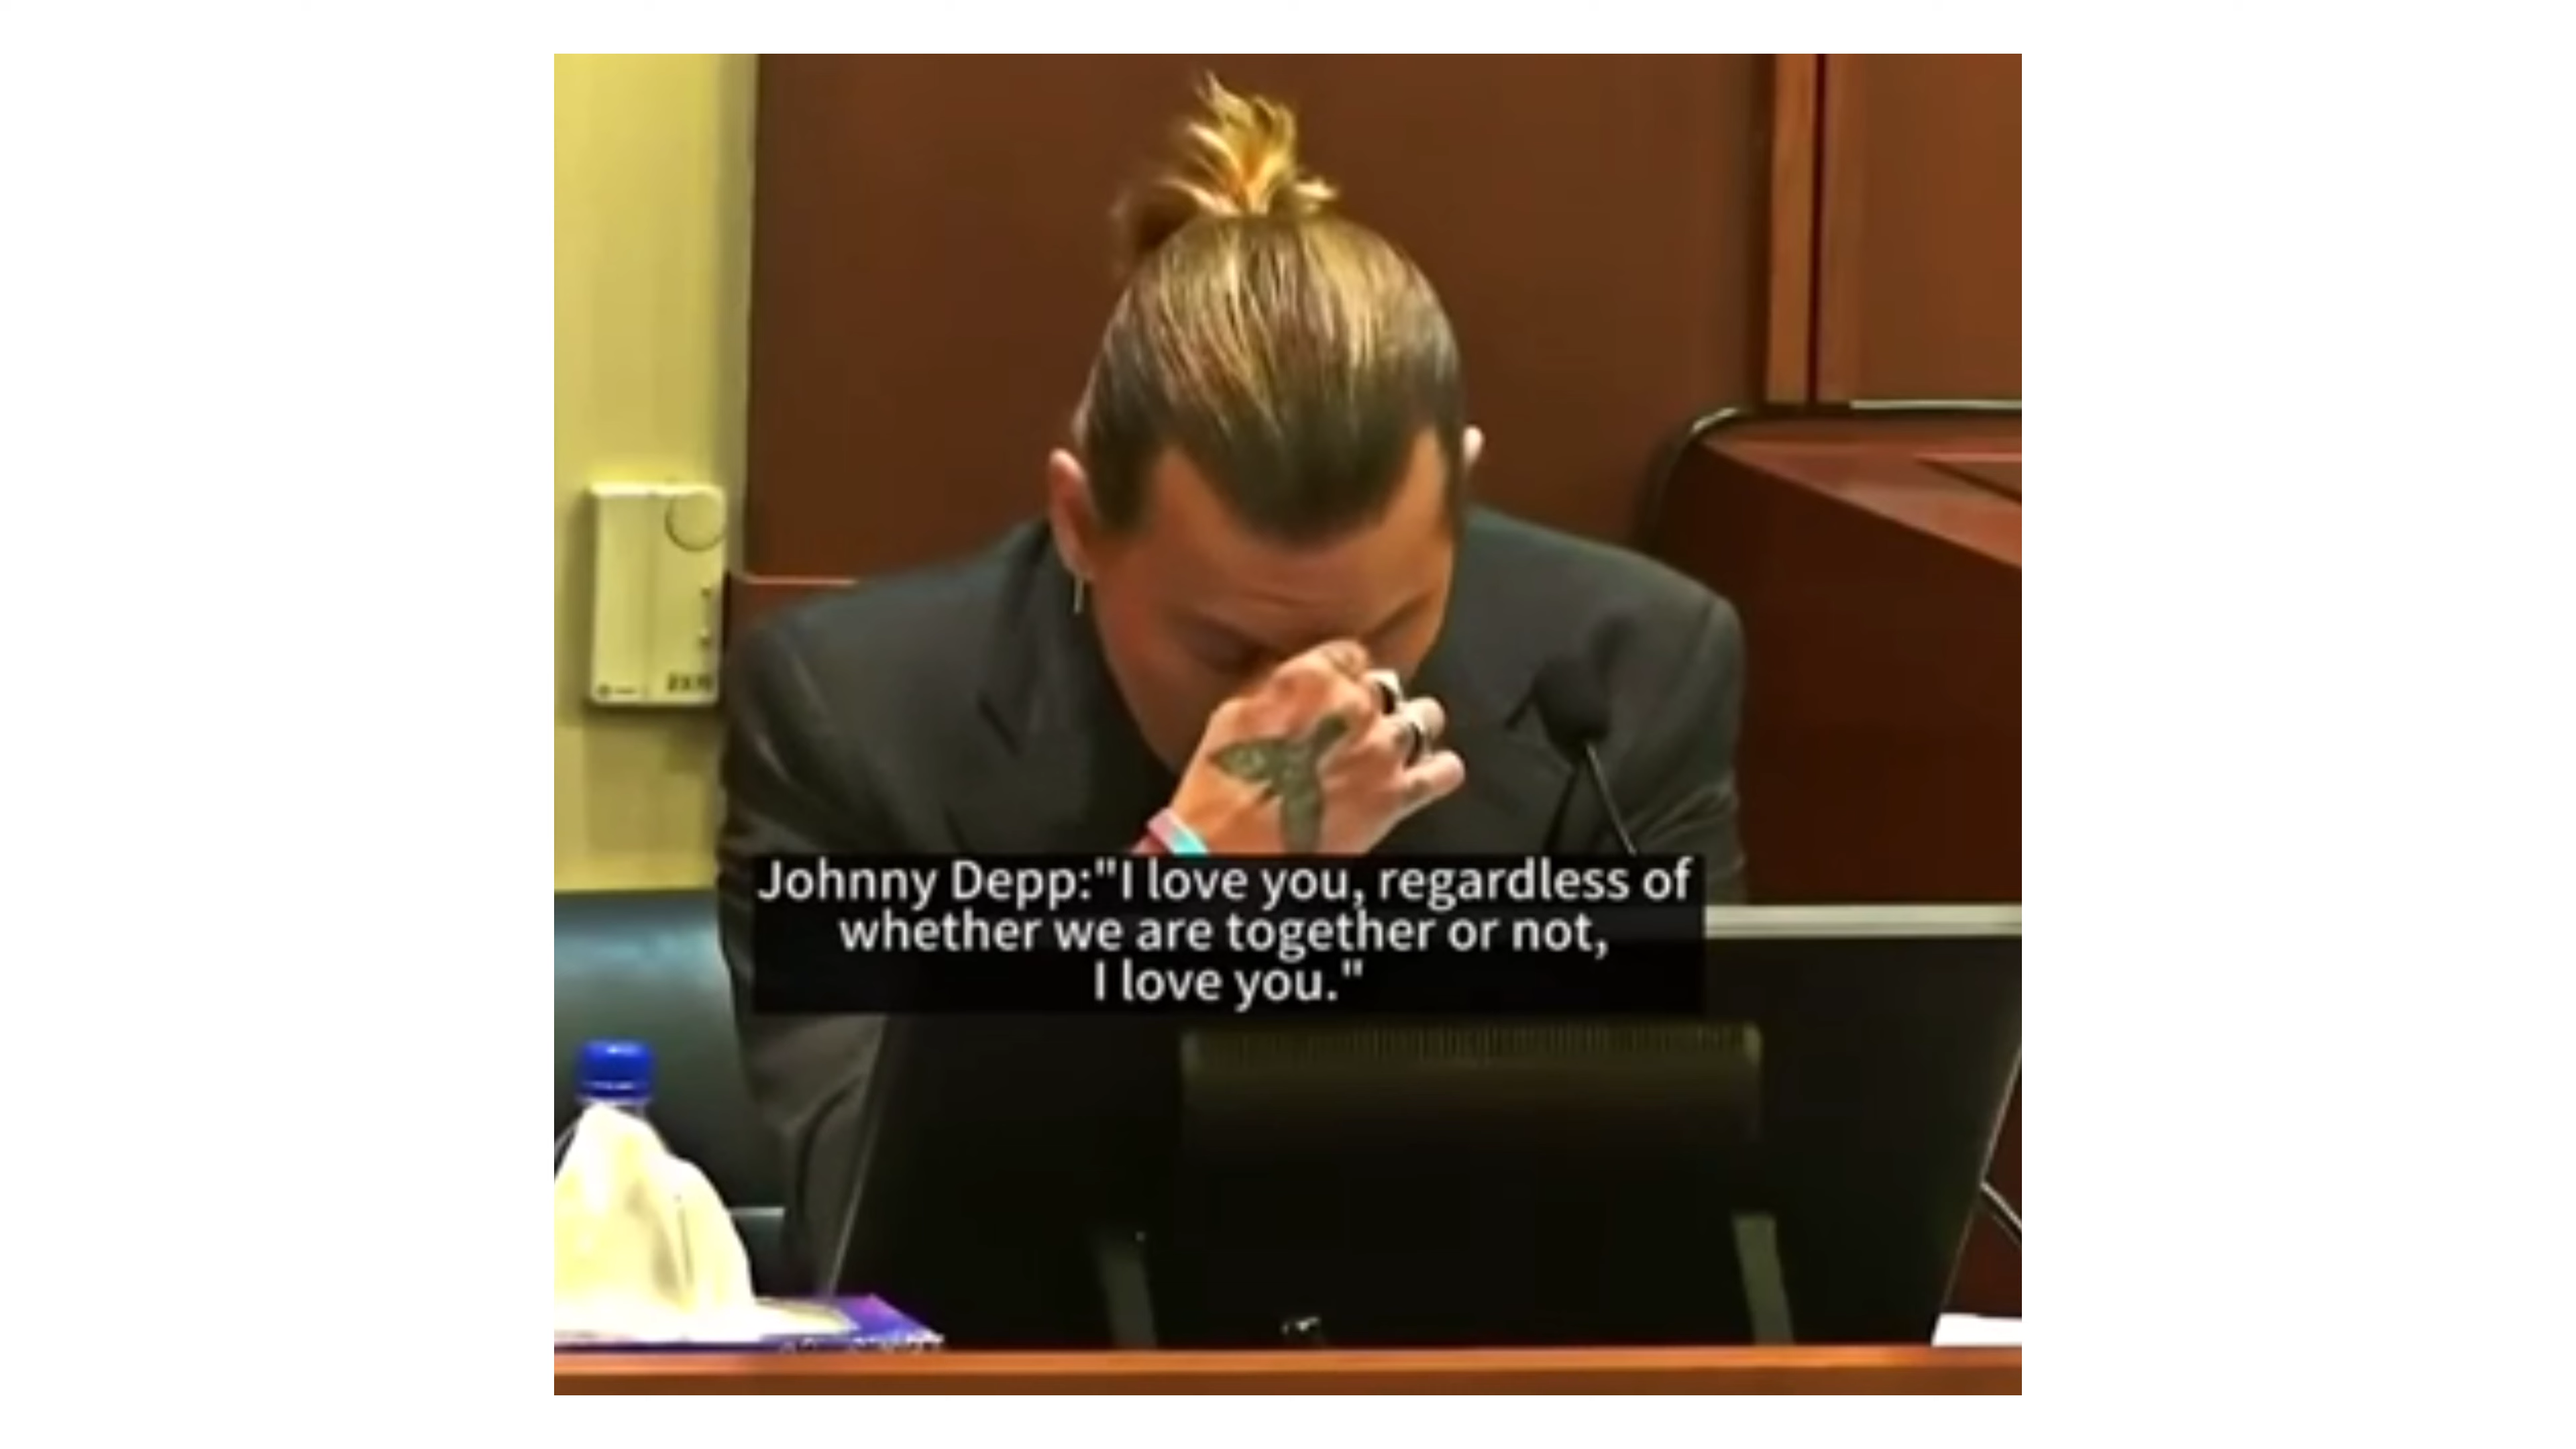 Johnny Depp:"I love you, regardless of
whether we are together or not,
I love you."